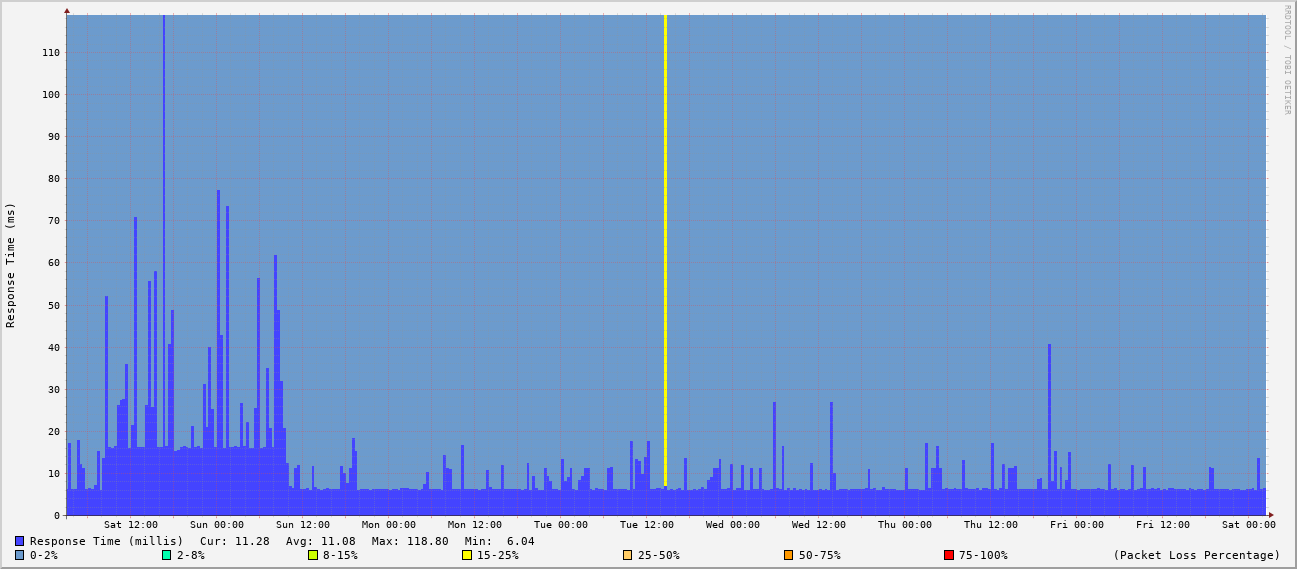 RRDTOOL / TOBI OETIKER
Response Time (ms)
110
100
90
80
70
60
50
40
30
20
10
0
Sat 12:00 Sun 00:00 Sun 12:00 Mon 00:00 Mon 12:00 Tue 00:00 Tue 12:00 Wed 00:00 Wed 12:00 Thu 00:00 Thu 12:00 Fri 00:00 Fri 12:00 Sat 00:00
Response Time (millis) Cur: 11.28 Avg: 11.08 Max: 118.80 Min: 6.04
0-2% 2-8% 8-15% 15-25% 25-50% 50-75% 75-100% (Packet Loss Percentage)